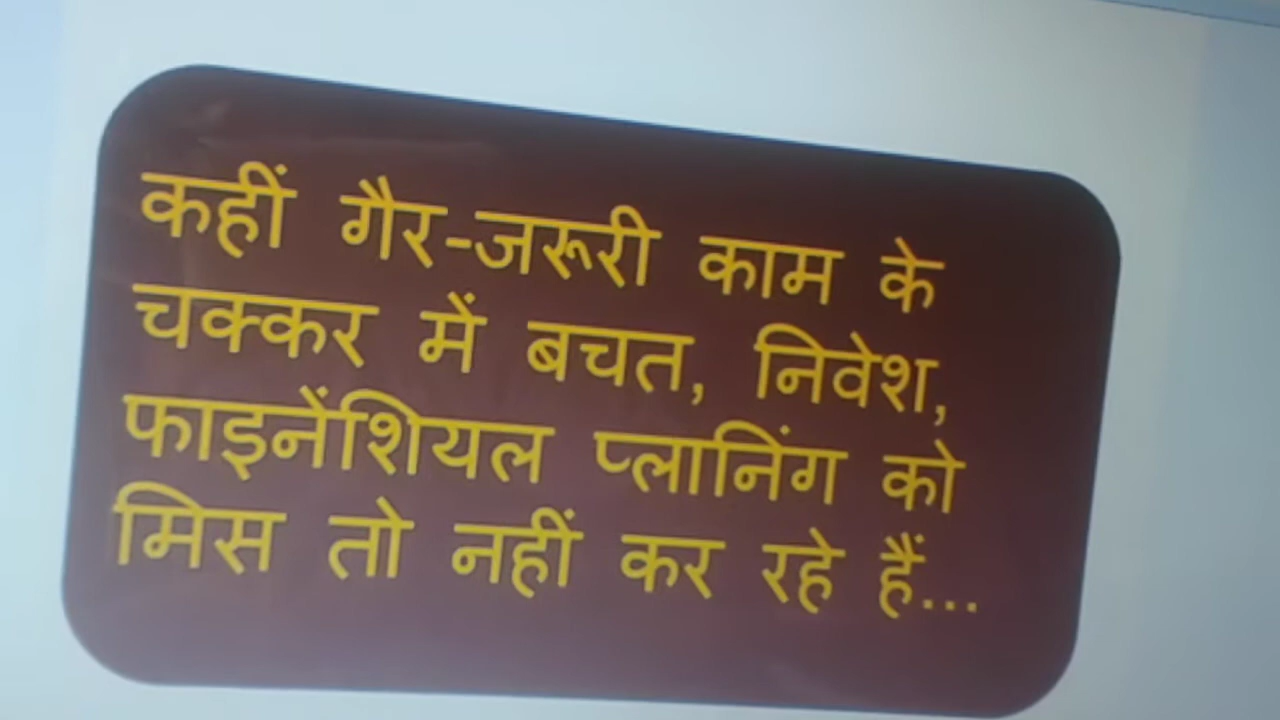 कहीं गैर-जरूरी काम के
चक्कर में बचत, निवेश,
फाइनेंशियल प्लानिंग को
मिस तो नहीं कर रहे हैं...